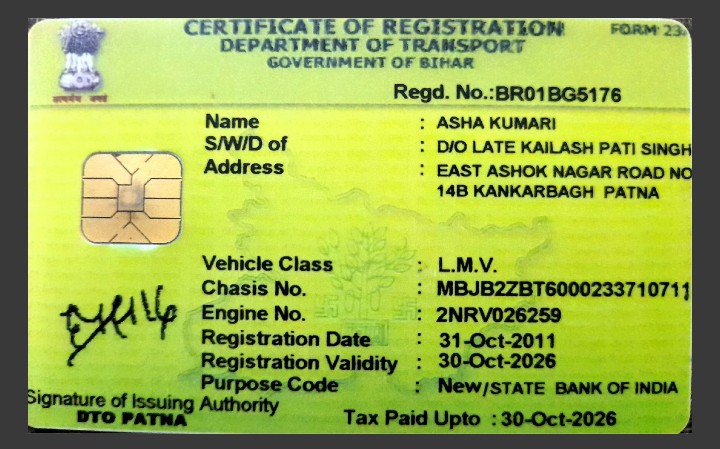 CERTIFICATE OF REGISTRATION FORM 23
DEPARTMENT OF TRANSPORT
GOVERNMENT OF BIHAR
सत्यमेव जयते
Regd. No.:BR01BG5176
Name : ASHA KUMARI
S/W/D of : D/O LATE KAILASH PATI SINGH
Address : EAST ASHOK NAGAR ROAD NO
14B KANKARBAGH PATNA
Vehicle Class : L.M.V.
Chasis No. : MBJB2ZBT6000233710711
Engine No. : 2NRV026259
Registration Date : 31-Oct-2011
Registration Validity : 30-Oct-2026
Purpose Code : New/STATE BANK OF INDIA
Signature of Issuing Authority
DTO PATNA
Tax Paid Upto : 30-Oct-2026